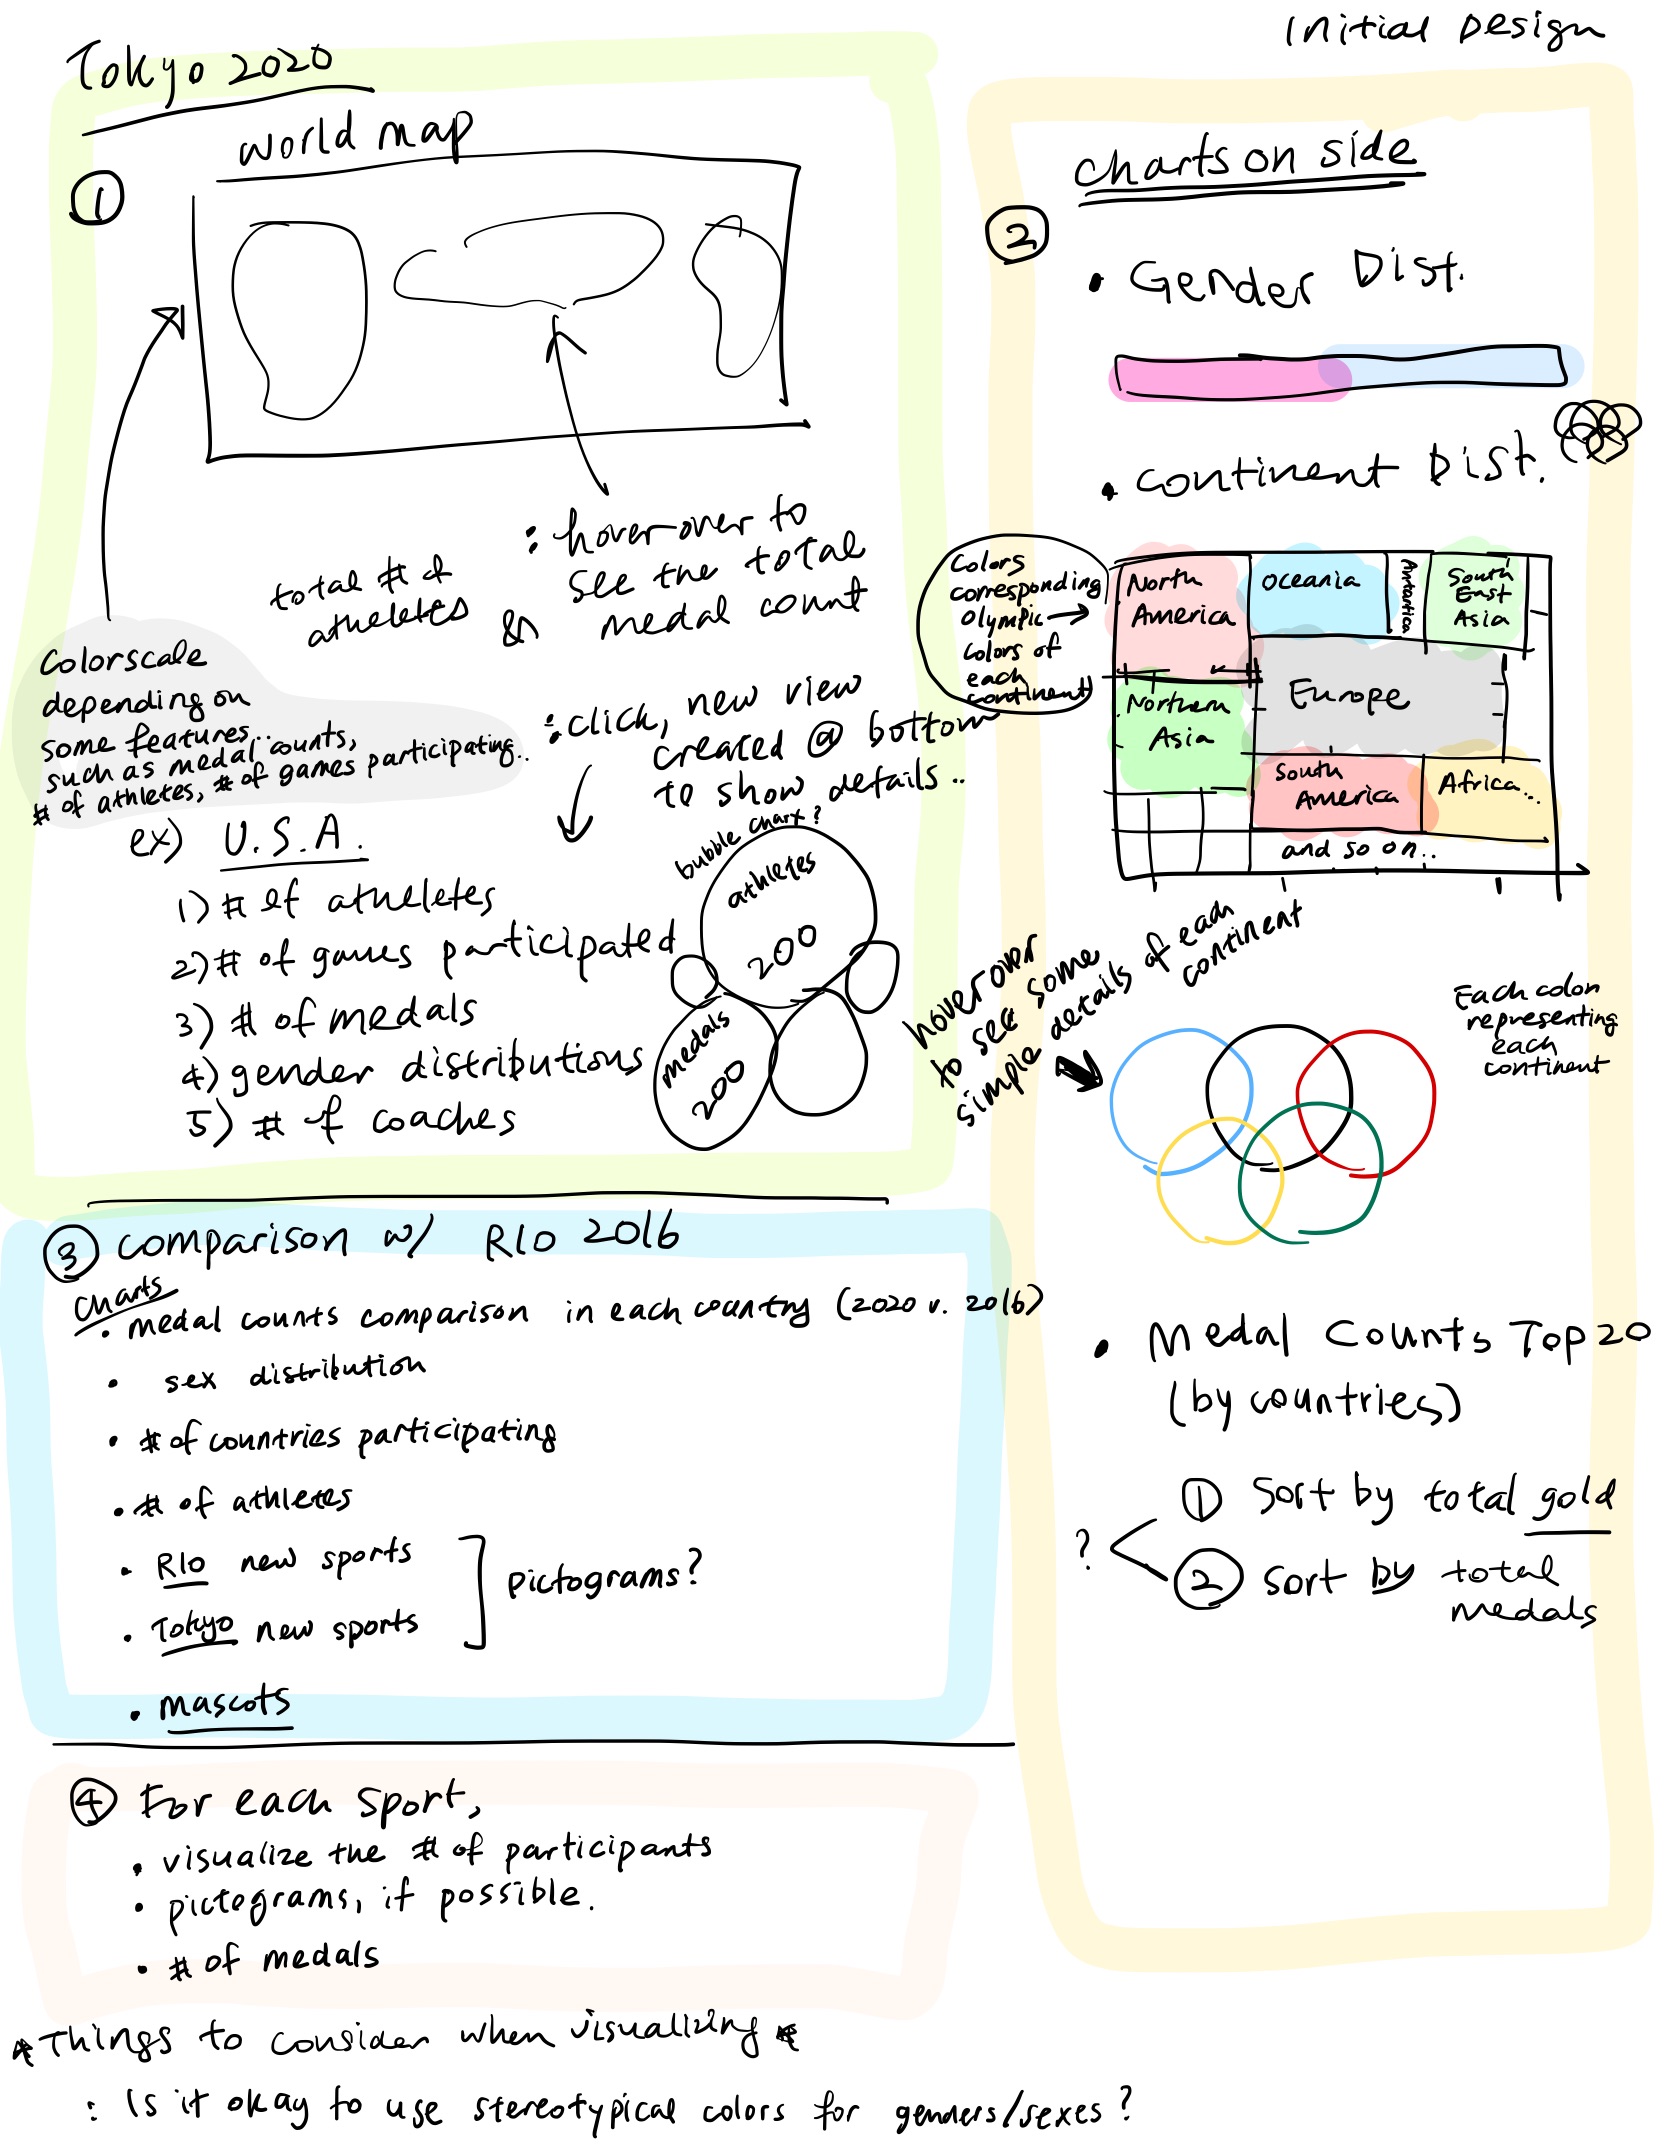 Initial Design
Tokyo 2020
world map
①
total # of
atheletes
&
: hover-over to
see the total
medal count
Colorscale
depending on
some features..
such as medal counts,
# of athletes, # of games participating..
: click, new view
created @ bottom
to show details..
ex) U.S.A.
1) # of atheletes
2) # of games participated
3) # of medals
4) gender distributions
5) # of coaches
bubble chart?
athletes
200
medals
200
charts on side
②
• Gender Dist.
• Continent Dist.
Colors
corresponding
Olympic
colors of
each
continent
North
America
Oceania
Antartica
South
East
Asia
Northern
Asia
Europe
South
America
Africa...
and so on..
hover over
to see some
simple details of each
continent
Each color
representing
each
continent
• Medal Counts Top 20
(by countries)
?
① Sort by total gold
② Sort by total
medals
③ Comparison w/ RIO 2016
Charts
• medal counts comparison in each country (2020 v. 2016)
• sex distribution
• # of countries participating
• # of athletes
• RIO new sports
• Tokyo new sports
pictograms?
• mascots
④ For each sport,
• visualize the # of participants
• pictegrams, if possible.
• # of medals
* Things to consider when visualizing *
: Is it okay to use stereotypical colors for genders/sexes?